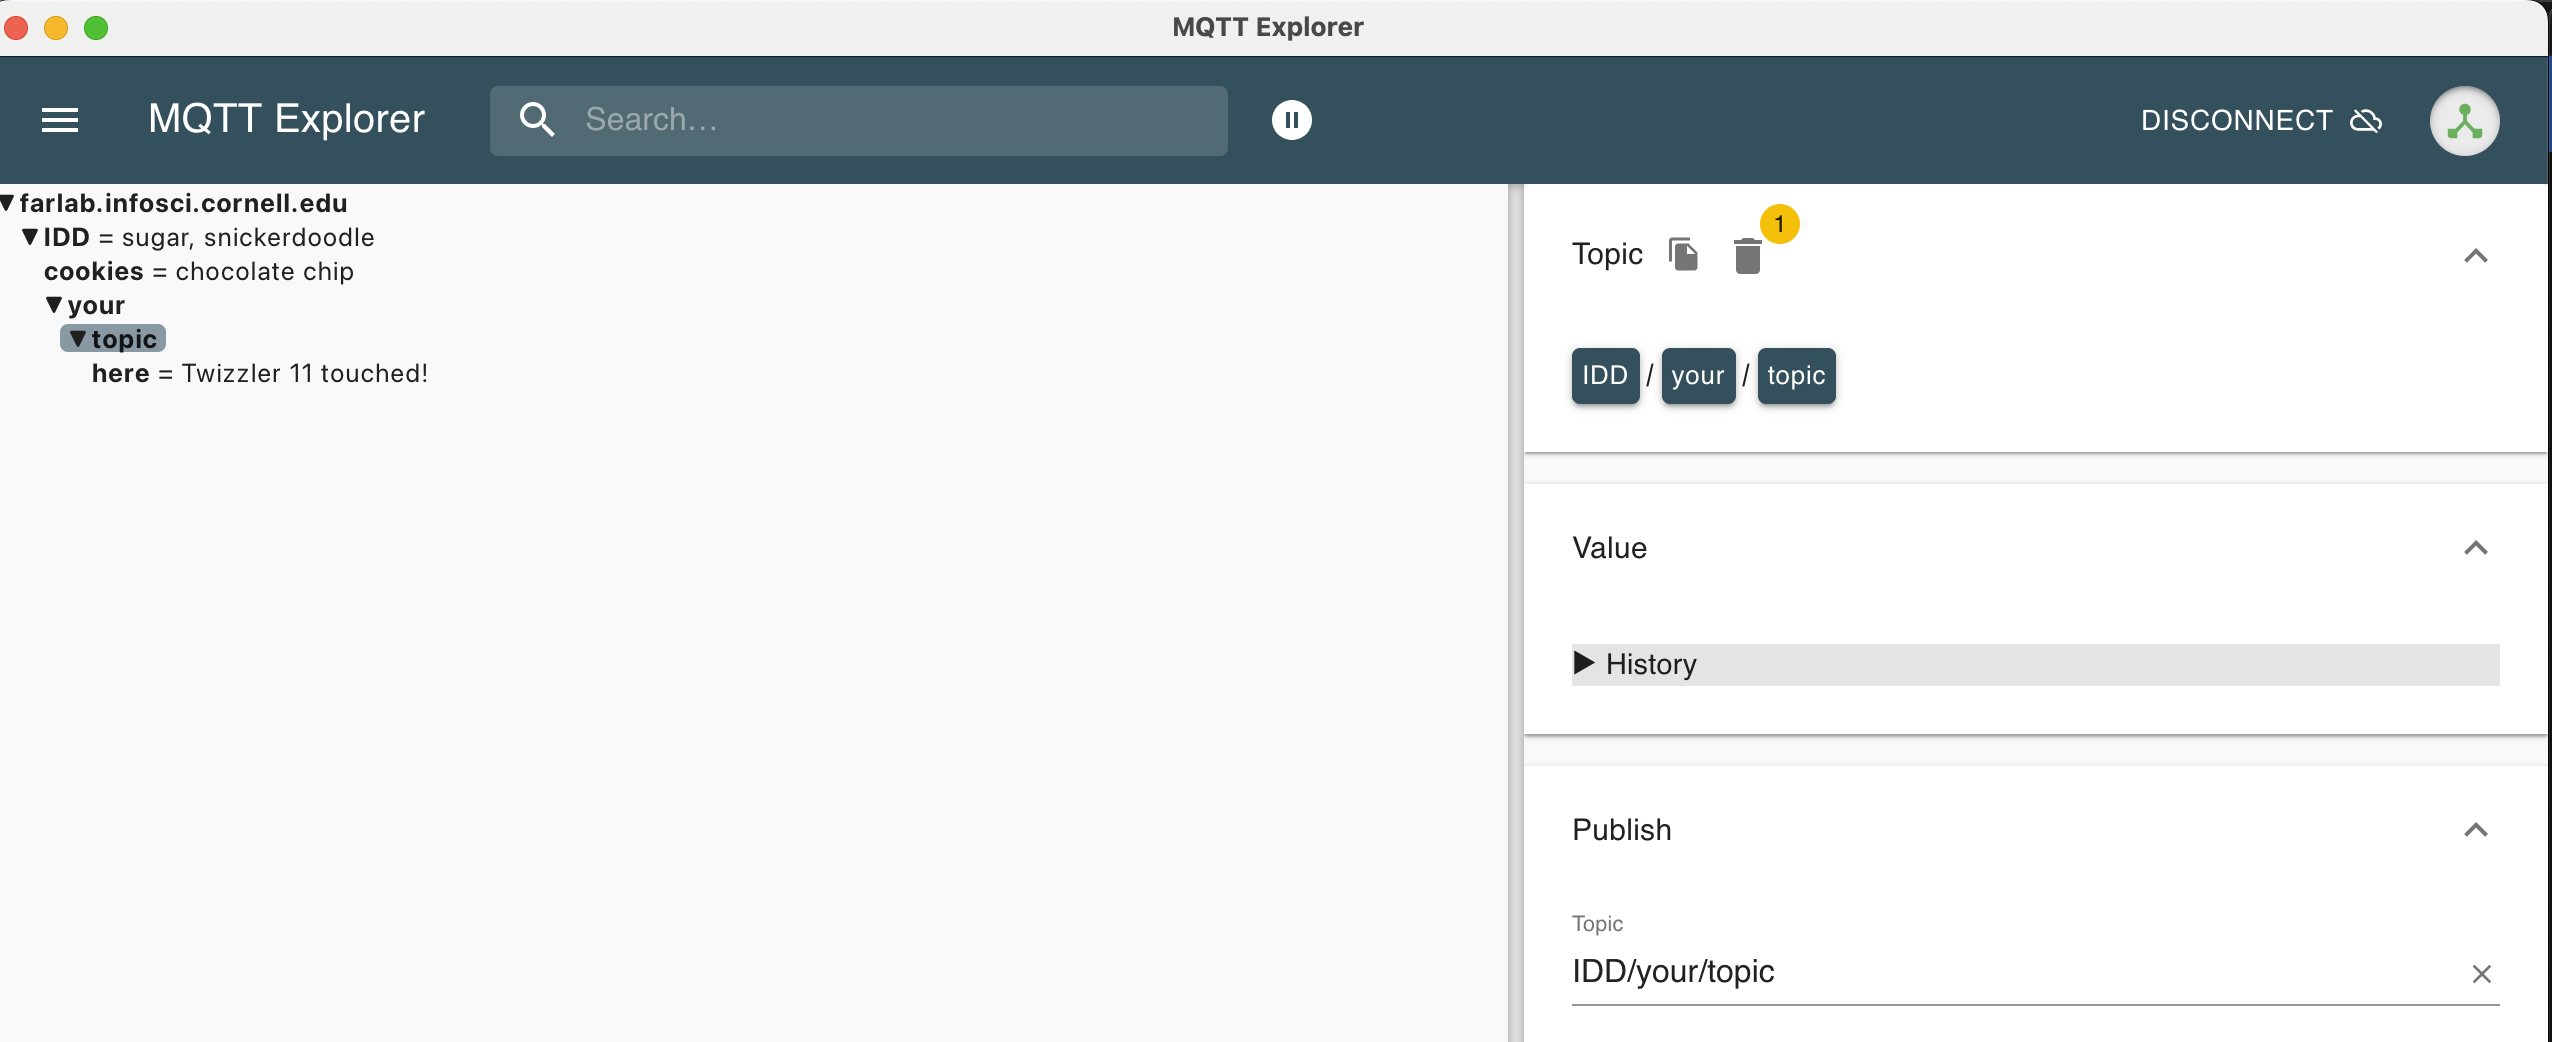 MQTT Explorer
MQTT Explorer
Search...
DISCONNECT
farlab.infosci.cornell.edu
IDD = sugar, snickerdoodle
cookies = chocolate chip
your
topic
here = Twizzler 11 touched!
Topic 1
IDD / your / topic
Value
History
Publish
Topic
IDD/your/topic